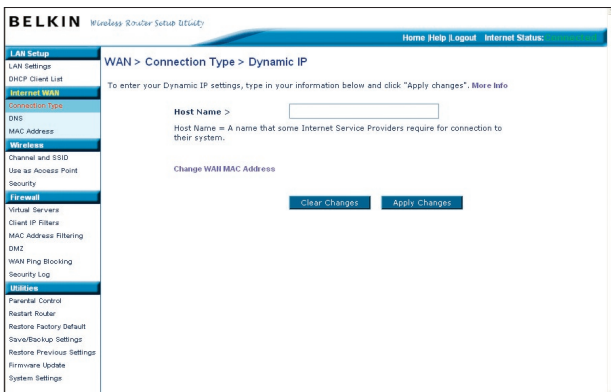 BELKIN Wireless Router Setup Utility
Home |Help |Logout Internet Status:
LAN Setup
LAN Settings
DHCP Client List
Internet WAN
Connection Type
DNS
MAC Address
Wireless
Channel and SSID
Use as Access Point
Security
Firewall
Virtual Servers
Client IP Filters
MAC Address Filtering
DMZ
WAN Ping Blocking
Security Log
Utilities
Parental Control
Restart Router
Restore Factory Default
Save/Backup Settings
Restore Previous Settings
Firmware Update
System Settings
WAN > Connection Type > Dynamic IP
To enter your Dynamic IP settings, type in your information below and click "Apply changes". More Info
Host Name >
Host Name = A name that some Internet Service Providers require for connection to
their system.
Change WAN MAC Address
Clear Changes Apply Changes